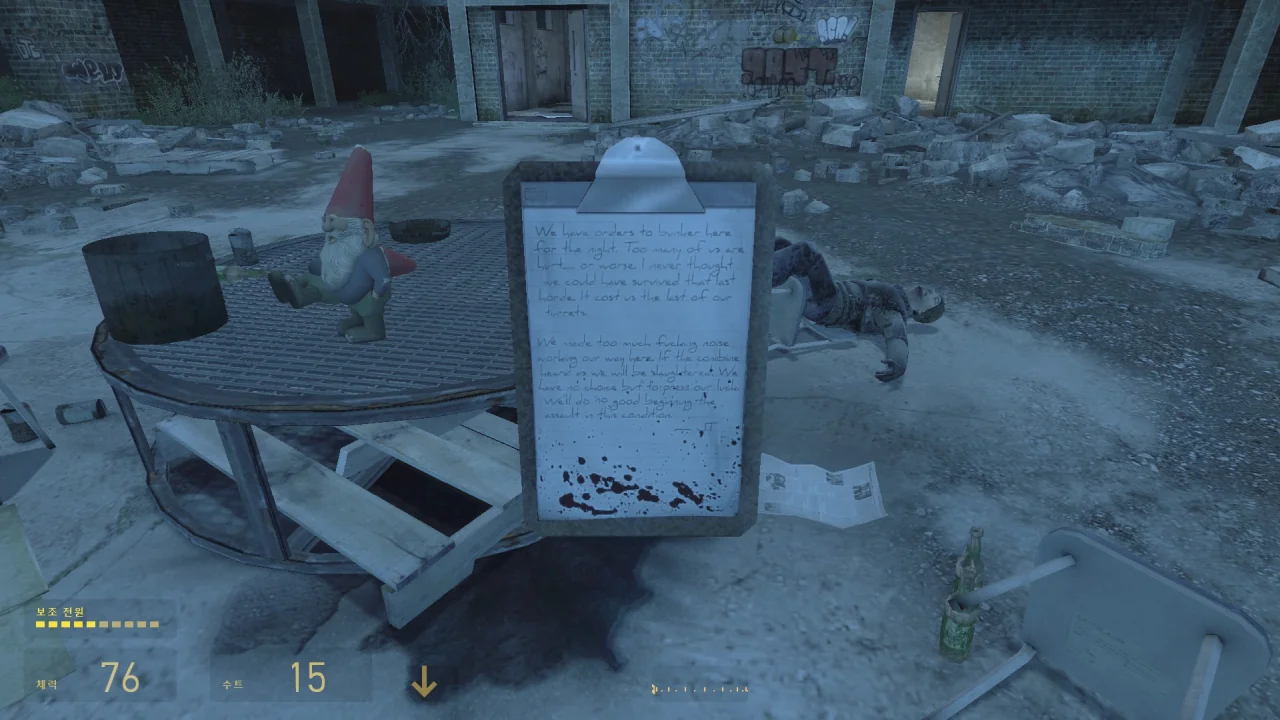 We have orders to bunker here
for the night. Too many of us are
hurt... or worse. I never thought
we could have survived that last
horde. It cost us the last of our
turrets.
We made too much fucking noise
working our way here. If the combine
heard us we will be slaughtered. We
have no choice but to press our luck.
We'll do no good beginning the
assault in this condition.
보조 전원
체력 76
수트 15